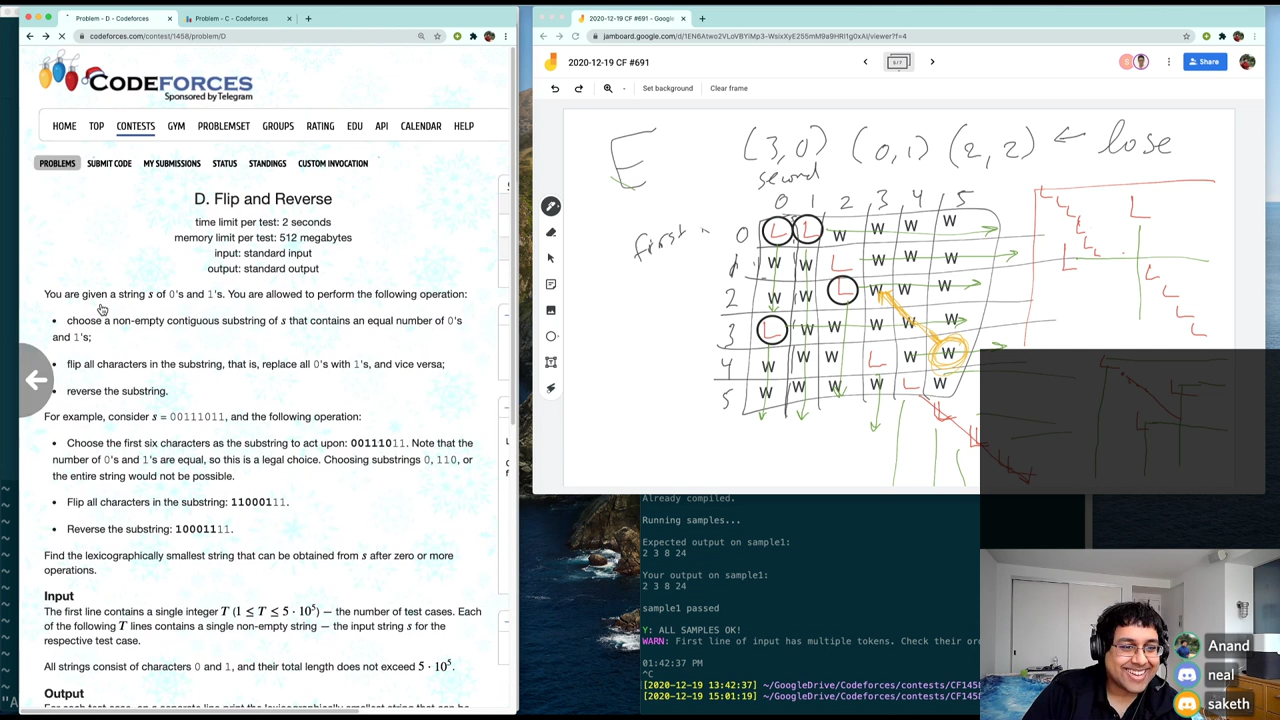 Problem - D - Codeforces
Problem - C - Codeforces
codeforces.com/contest/1458/problem/D
CODEFORCES
Sponsored by Telegram
HOME TOP CONTESTS GYM PROBLEMSET GROUPS RATING EDU API CALENDAR HELP
PROBLEMS SUBMIT CODE MY SUBMISSIONS STATUS STANDINGS CUSTOM INVOCATION
D. Flip and Reverse
time limit per test: 2 seconds
memory limit per test: 512 megabytes
input: standard input
output: standard output
You are given a string s of 0's and 1's. You are allowed to perform the following operation:
• choose a non-empty contiguous substring of s that contains an equal number of 0's
and 1's;
• flip all characters in the substring, that is, replace all 0's with 1's, and vice versa;
• reverse the substring.
For example, consider s = 00111011, and the following operation:
• Choose the first six characters as the substring to act upon: 00111011. Note that the
number of 0's and 1's are equal, so this is a legal choice. Choosing substrings 0, 110, or
the entire string would not be possible.
• Flip all characters in the substring: 11000111.
• Reverse the substring: 10001111.
Find the lexicographically smallest string that can be obtained from s after zero or more
operations.
Input
The first line contains a single integer T (1 ≤ T ≤ 5 · 10⁵) — the number of test cases. Each
of the following T lines contains a single non-empty string — the input string s for the
respective test case.
All strings consist of characters 0 and 1, and their total length does not exceed 5 · 10⁵.
Output
2020-12-19 CF #691 - Google
2020-12-19 CF #691
5/7
Share
Set background
Clear frame
E (3,0) (0,1) (2,2) ← lose
second
0 1 2 3 4 5
first 0 L L W W W W
1 W W L W W W
2 W W L W W W
3 L W W W W W
4 W W W L W W
5 W W W W L W
Already compiled.
Running samples...
Expected output on sample1:
2 3 8 24
Your output on sample1:
2 3 8 24
sample1 passed
Y: ALL SAMPLES OK!
WARN: First line of input has multiple tokens. Check their
01:42:37 PM
^C
[2020-12-19 13:42:37] ~/GoogleDrive/Codeforces/contests/CF145
[2020-12-19 15:01:19] ~/GoogleDrive/Codeforces/contests/CF145
Anand
neal
saketh